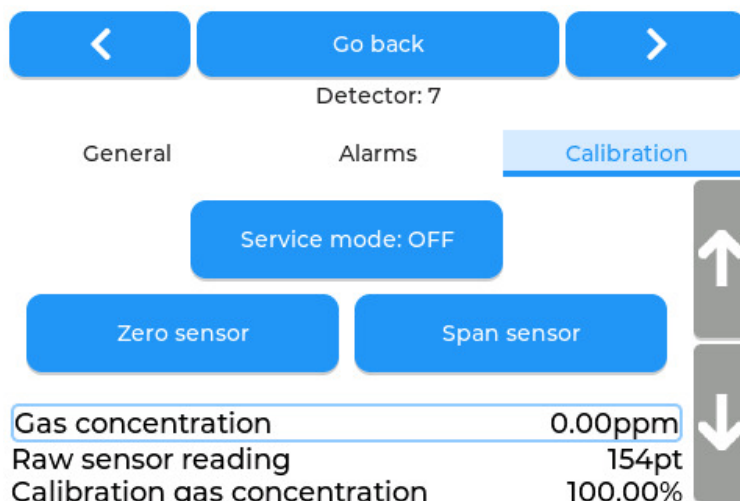 Go back
Detector: 7
General Alarms Calibration
Service mode: OFF
Zero sensor Span sensor
Gas concentration 0.00ppm
Raw sensor reading 154pt
Calibration gas concentration 100.00%